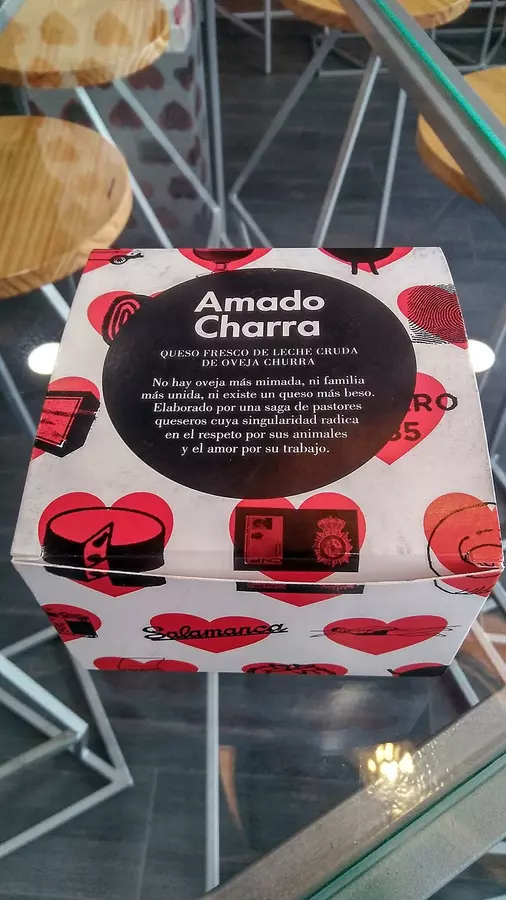 Amado
Charra
QUESO FRESCO DE LECHE CRUDA
DE OVEJA CHURRA
No hay oveja más mimada, ni familia
más unida, ni existe un queso más beso.
Elaborado por una saga de pastores
queseros cuya singularidad radica
en el respeto por sus animales
y el amor por su trabajo.
Salamanca